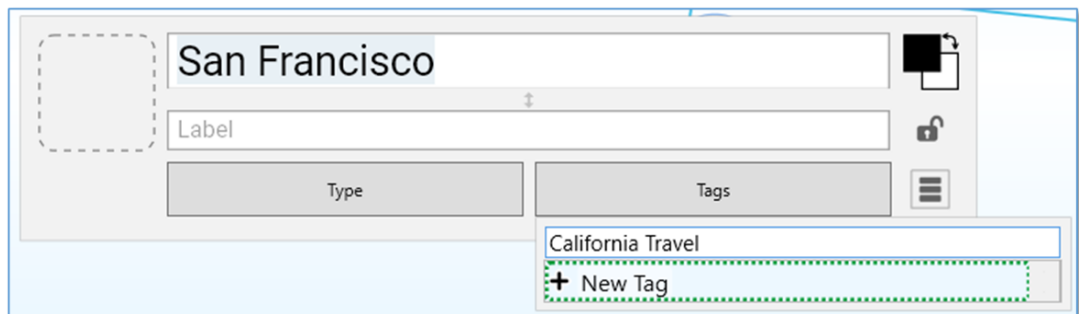 San Francisco
Label
Type
Tags
California Travel
+ New Tag